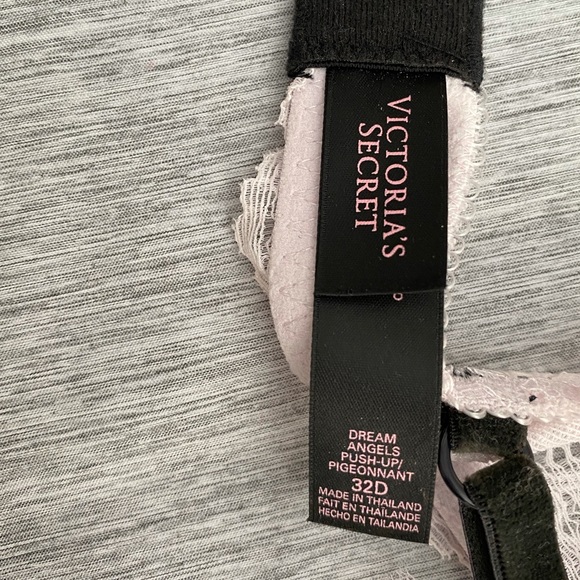 VICTORIA'S
SECRET
DREAM
ANGELS
PUSH-UP/
PIGEONNANT
32D
MADE IN THAILAND
FAIT EN THAÏLANDE
HECHO EN TAILANDIA